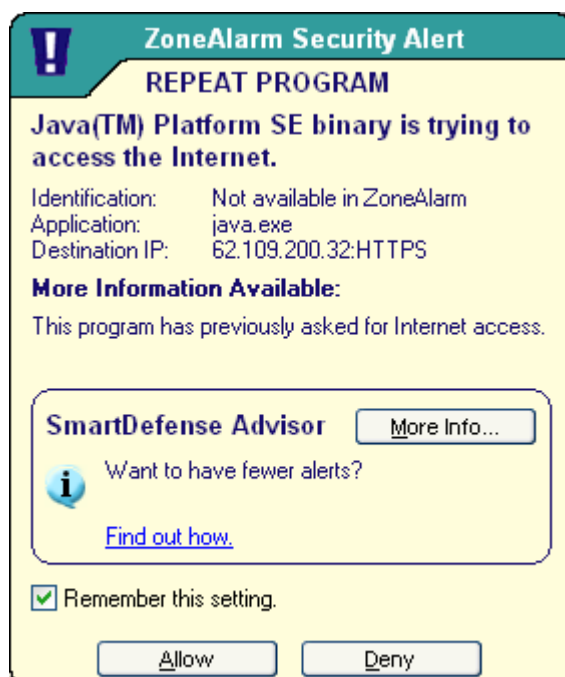 ZoneAlarm Security Alert
REPEAT PROGRAM
Java(TM) Platform SE binary is trying to
access the Internet.
Identification: Not available in ZoneAlarm
Application: java.exe
Destination IP: 62.109.200.32:HTTPS
More Information Available:
This program has previously asked for Internet access.
SmartDefense Advisor More Info...
Want to have fewer alerts?
Find out how.
Remember this setting.
Allow Deny